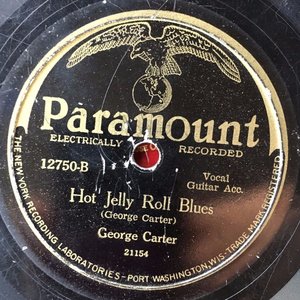 Paramount
ELECTRICALLY RECORDED
12750-B
Vocal
Guitar Acc.
Hot Jelly Roll Blues
(George Carter)
George Carter
21154
THE NEW YORK RECORDING LABORATORIES - PORT WASHINGTON, WIS. - TRADE MARK REGISTERED